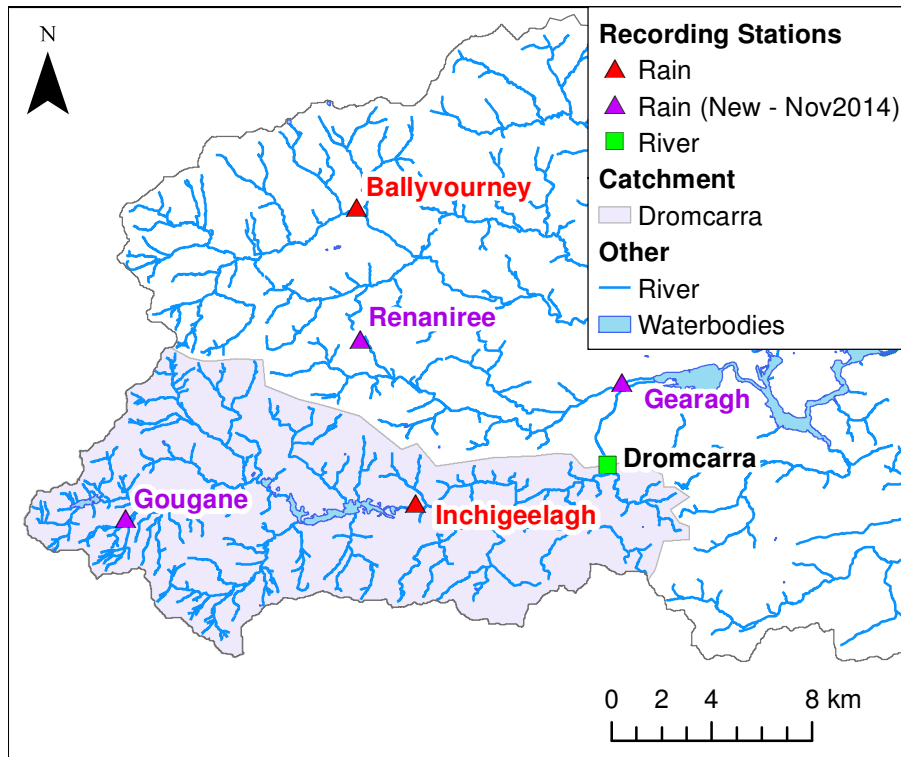 N
Recording Stations
Rain
Rain (New - Nov2014)
River
Catchment
Dromcarra
Other
River
Waterbodies
Ballyvourney
Renaniree
Gearagh
Dromcarra
Gougane
Inchigeelagh
0 2 4 8 km